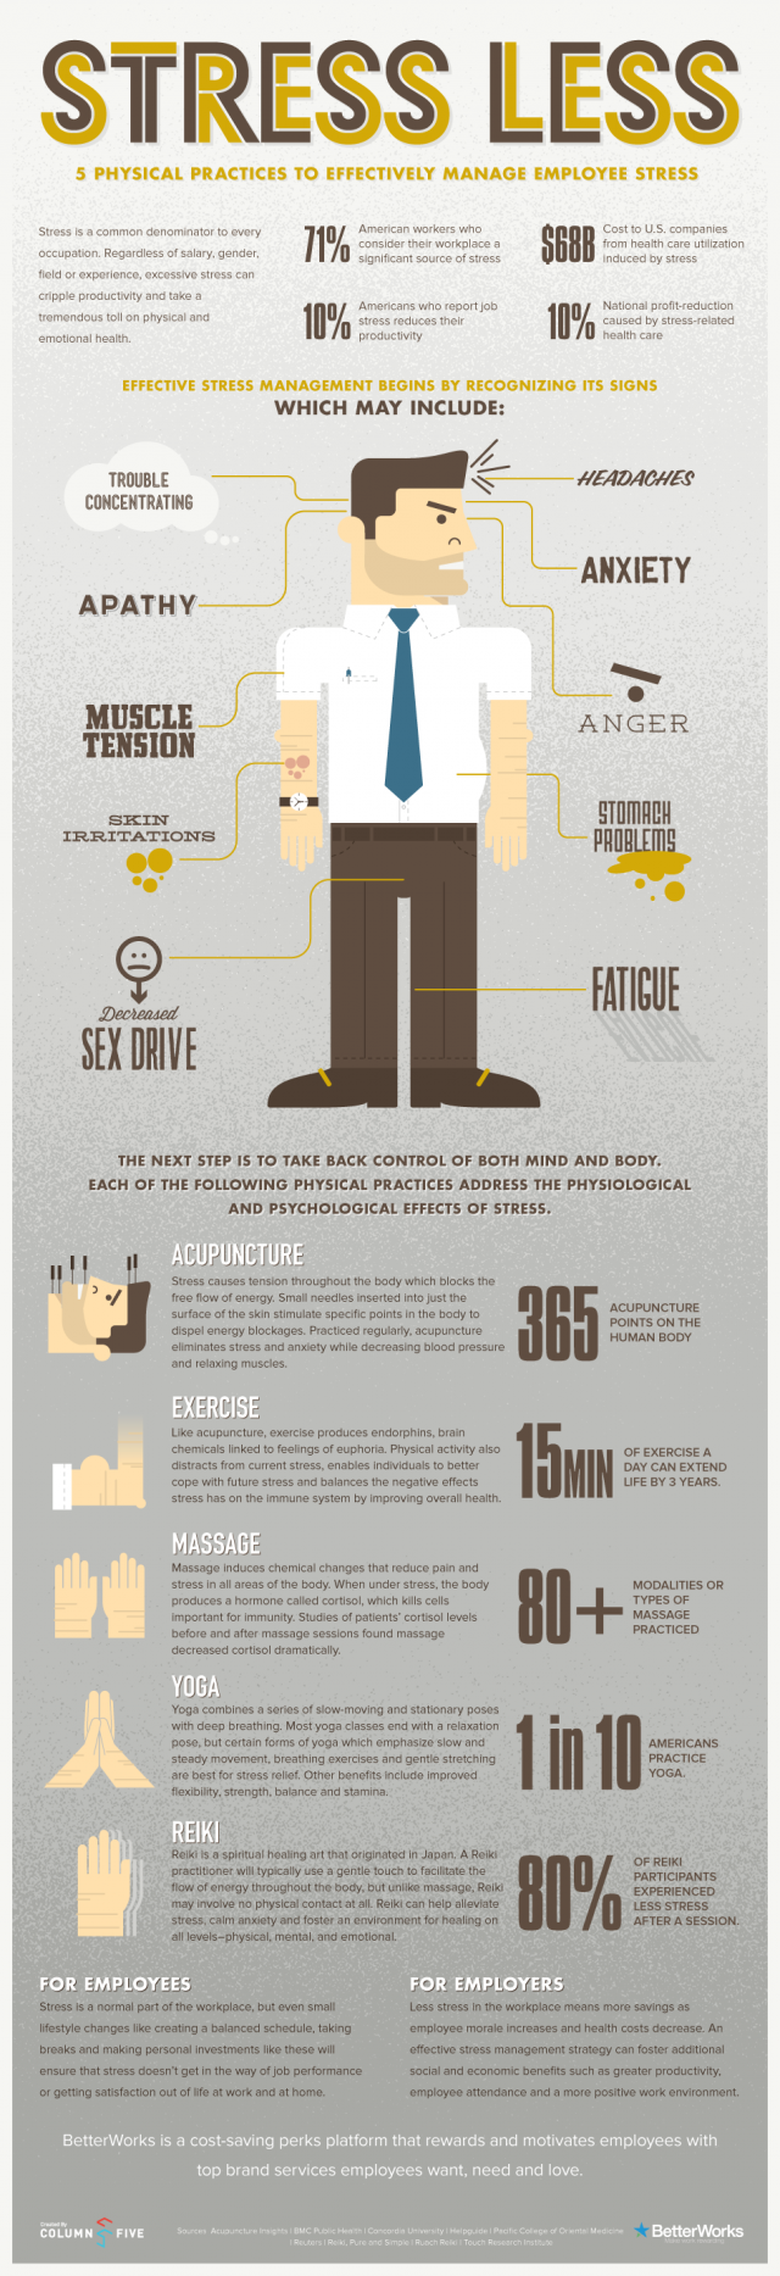 STRESS LESS
5 PHYSICAL PRACTICES TO EFFECTIVELY MANAGE EMPLOYEE STRESS
Stress is a common denominator to every
occupation. Regardless of salary, gender,
field or experience, excessive stress can
cripple productivity and take a
tremendous toll on physical and
emotional health.
71%
American workers who
consider their workplace a
significant source of stress
$68B
Cost to U.S. companies
from health care utilization
induced by stress
10%
Americans who report job
stress reduces their
productivity
10%
National profit-reduction
caused by stress-related
health care
EFFECTIVE STRESS MANAGEMENT BEGINS BY RECOGNIZING ITS SIGNS
WHICH MAY INCLUDE:
TROUBLE
CONCENTRATING
HEADACHES
ANXIETY
APATHY
MUSCLE
TENSION
ANGER
SKIN
IRRITATIONS
STOMACH
PROBLEMS
Decreased
SEX DRIVE
FATIGUE
THE NEXT STEP IS TO TAKE BACK CONTROL OF BOTH MIND AND BODY.
EACH OF THE FOLLOWING PHYSICAL PRACTICES ADDRESS THE PHYSIOLOGICAL
AND PSYCHOLOGICAL EFFECTS OF STRESS.
ACUPUNCTURE
Stress causes tension throughout the body which blocks the
free flow of energy. Small needles inserted into just the
surface of the skin stimulate specific points in the body to
dispel energy blockages. Practiced regularly, acupuncture
eliminates stress and anxiety while decreasing blood pressure
and relaxing muscles.
365
ACUPUNCTURE
POINTS ON THE
HUMAN BODY
EXERCISE
Like acupuncture, exercise produces endorphins, brain
chemicals linked to feelings of euphoria. Physical activity also
distracts from current stress, enables individuals to better
cope with future stress and balances the negative effects
stress has on the immune system by improving overall health.
15MIN
OF EXERCISE A
DAY CAN EXTEND
LIFE BY 3 YEARS.
MASSAGE
Massage induces chemical changes that reduce pain and
stress in all areas of the body. When under stress, the body
produces a hormone called cortisol, which kills cells
important for immunity. Studies of patients' cortisol levels
before and after massage sessions found massage
decreased cortisol dramatically.
80+
MODALITIES OR
TYPES OF
MASSAGE
PRACTICED
YOGA
Yoga combines a series of slow-moving and stationary poses
with deep breathing. Most yoga classes end with a relaxation
pose, but certain forms of yoga which emphasize slow and
steady movement, breathing exercises and gentle stretching
are best for stress relief. Other benefits include improved
flexibility, strength, balance and stamina.
1 in 10
AMERICANS
PRACTICE
YOGA.
REIKI
Reiki is a spiritual healing art that originated in Japan. A Reiki
practitioner will typically use a gentle touch to facilitate the
flow of energy throughout the body, but unlike massage, Reiki
may involve no physical contact at all. Reiki can help alleviate
stress, calm anxiety and foster an environment for healing on
all levels–physical, mental, and emotional.
80%
OF REIKI
PARTICIPANTS
EXPERIENCED
LESS STRESS
AFTER A SESSION.
FOR EMPLOYEES
Stress is a normal part of the workplace, but even small
lifestyle changes like creating a balanced schedule, taking
breaks and making personal investments like these will
ensure that stress doesn't get in the way of job performance
or getting satisfaction out of life at work and at home.
FOR EMPLOYERS
Less stress in the workplace means more savings as
employee morale increases and health costs decrease. An
effective stress management strategy can foster additional
social and economic benefits such as greater productivity,
employee attendance and a more positive work environment.
BetterWorks is a cost-saving perks platform that rewards and motivates employees with
top brand services employees want, need and love.
Created By
COLUMN FIVE
Sources Acupuncture Insights | BMC Public Health | Concordia University | Helpguide | Pacific College of Oriental Medicine
| Reuters | Reiki, Pure and Simple | Ruach Reiki | Touch Research Institute
BetterWorks